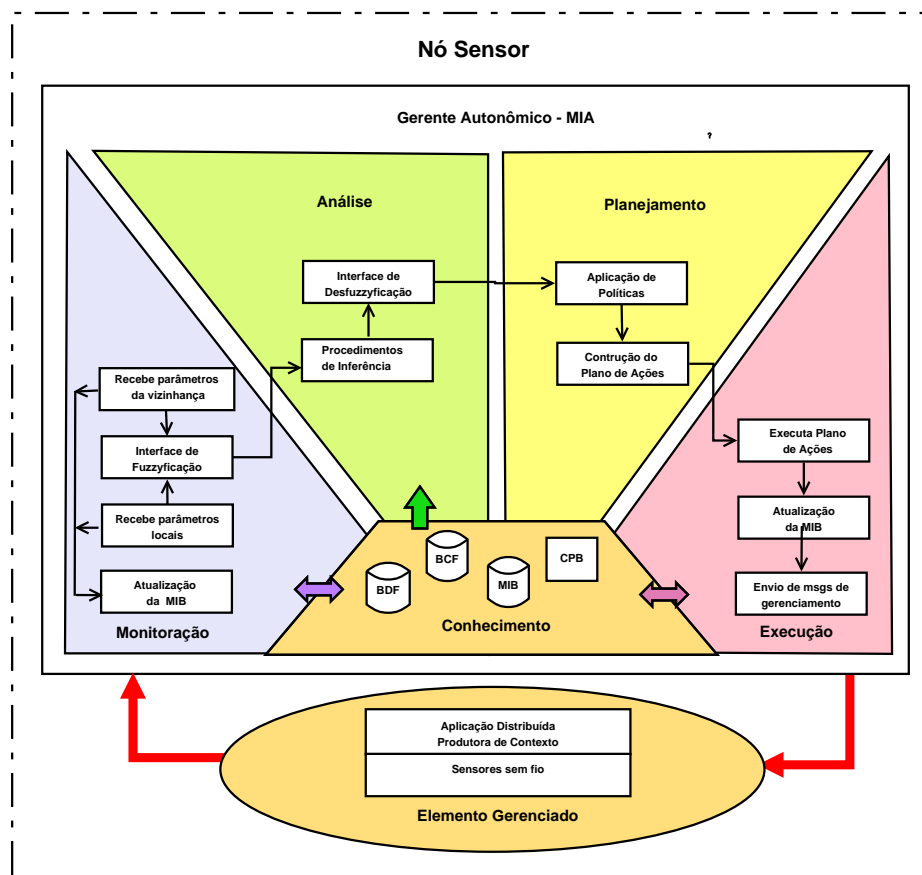 Nó Sensor
Gerente Autonômico - MIA
?
Análise
Planejamento
Interface de
Desfuzzyficação
Aplicação de
Políticas
Procedimentos
de Inferência
Contrução do
Plano de Ações
Recebe parâmetros
da vizinhança
Interface de
Fuzzyficação
Recebe parâmetros
locais
Atualização
da MIB
Monitoração
Executa Plano
de Ações
Atualização
da MIB
Envio de msgs de
gerenciamento
Execução
BDF
BCF
MIB
CPB
Conhecimento
Aplicação Distribuída
Produtora de Contexto
Sensores sem fio
Elemento Gerenciado